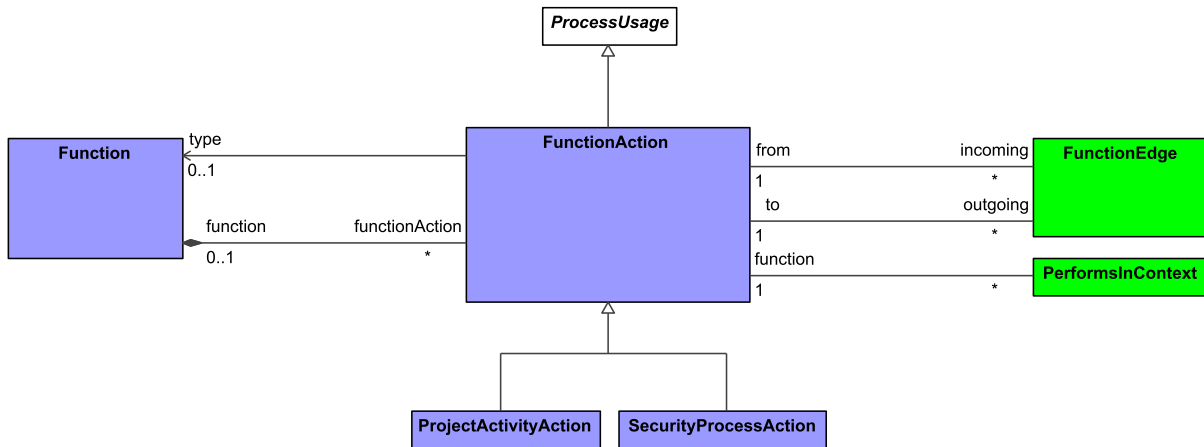 ProcessUsage
type
Function
0..1
FunctionAction
from
incoming
FunctionEdge
1
*
to
outgoing
1
*
function
functionAction
0..1
*
function
PerformsInContext
1
*
ProjectActivityAction
SecurityProcessAction